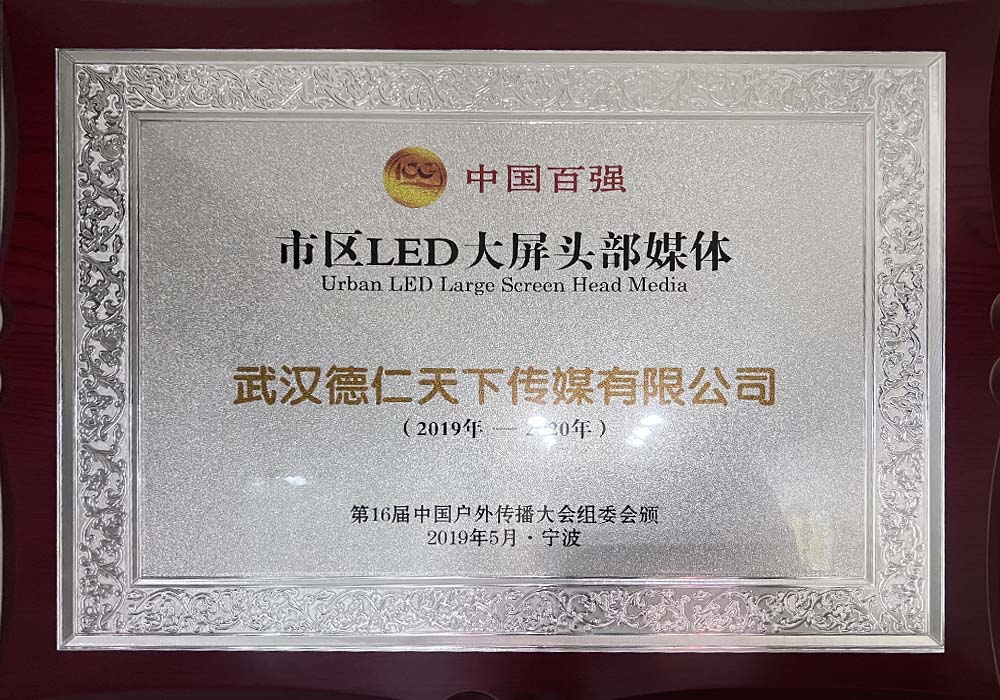 100 中国百强
市区LED大屏头部媒体
Urban LED Large Screen Head Media
武汉德仁天下传媒有限公司
(2019年 — 2020年)
第16届中国户外传播大会组委会颁
2019年5月·宁波